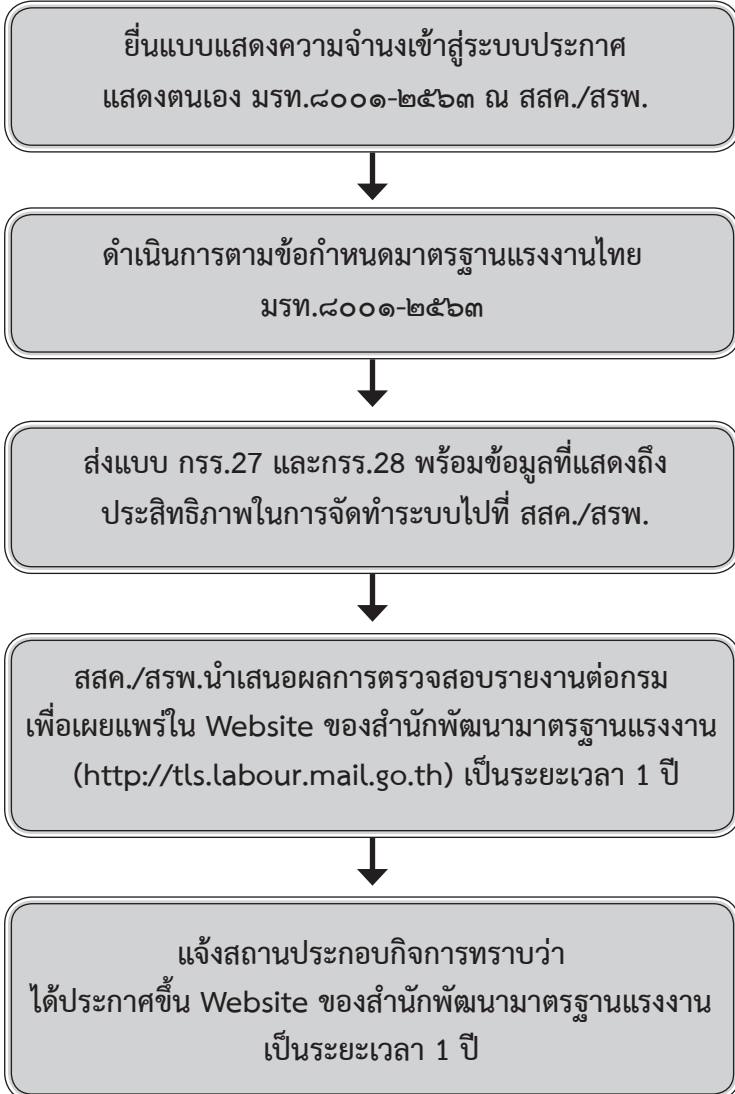 ยื่นแบบแสดงความจำนงเข้าสู่ระบบประกาศ
แสดงตนเอง มรท.๘๐๐๑-๒๕๖๓ ณ สสค./สรพ.
ดำเนินการตามข้อกำหนดมาตรฐานแรงงานไทย
มรท.๘๐๐๑-๒๕๖๓
ส่งแบบ กรร.27 และกรร.28 พร้อมข้อมูลที่แสดงถึง
ประสิทธิภาพในการจัดทำระบบไปที่ สสค./สรพ.
สสค./สรพ.นำเสนอผลการตรวจสอบรายงานต่อกรม
เพื่อเผยแพร่ใน Website ของสำนักพัฒนามาตรฐานแรงงาน
(http://tls.labour.mail.go.th) เป็นระยะเวลา 1 ปี
แจ้งสถานประกอบกิจการทราบว่า
ได้ประกาศขึ้น Website ของสำนักพัฒนามาตรฐานแรงงาน
เป็นระยะเวลา 1 ปี